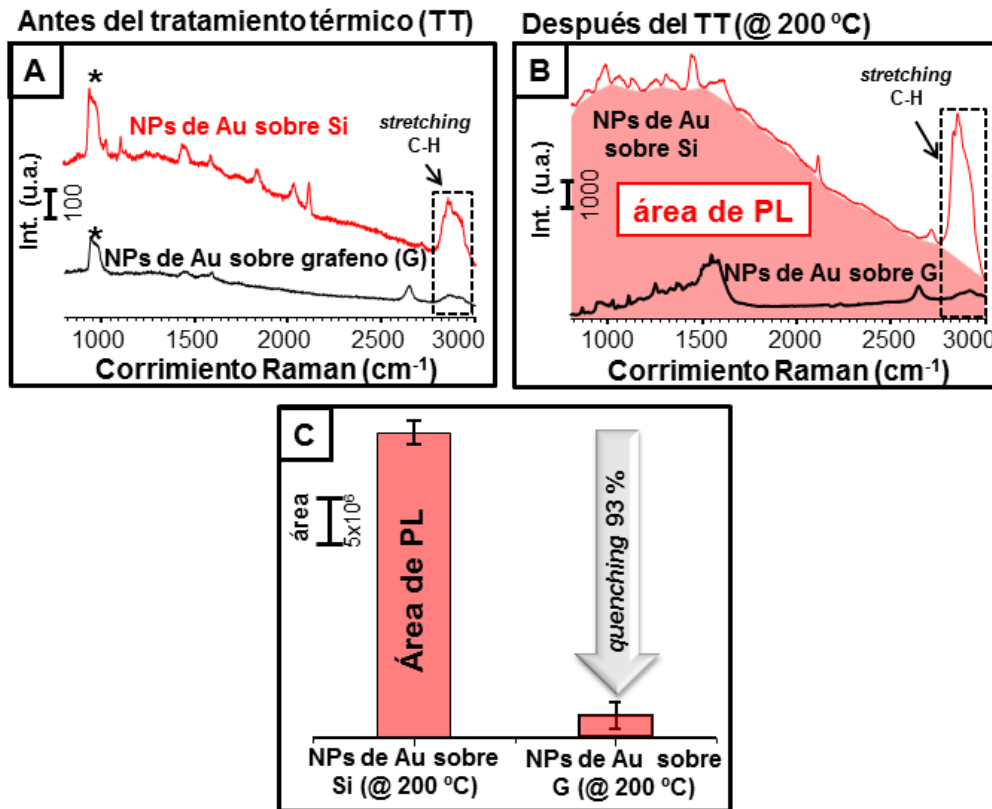 Antes del tratamiento térmico (TT)
A
*
NPs de Au sobre Si
stretching
C-H
Int. (u.a.)
100
*
NPs de Au sobre grafeno (G)
1000 1500 2000 2500 3000
Corrimiento Raman (cm-1)
Después del TT (@ 200 ºC)
B
stretching
C-H
NPs de Au
sobre Si
Int. (u.a.)
1000
área de PL
NPs de Au sobre G
1000 1500 2000 2500 3000
Corrimiento Raman (cm-1)
C
área
5x10⁶
Área de PL
quenching 93 %
NPs de Au sobre
Si (@ 200 ºC)
NPs de Au sobre
G (@ 200 ºC)